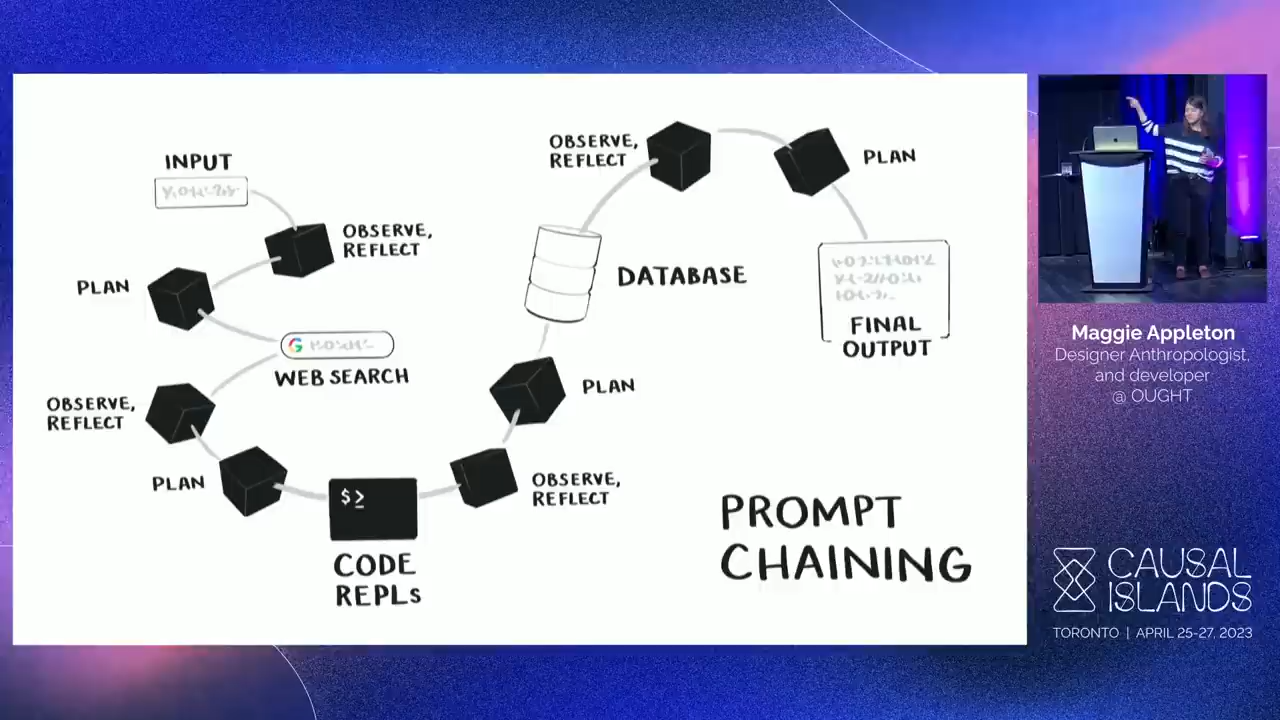 INPUT
OBSERVE,
REFLECT
PLAN
WEB SEARCH
OBSERVE,
REFLECT
PLAN
$>
CODE
REPLs
OBSERVE,
REFLECT
PLAN
DATABASE
OBSERVE,
REFLECT
PLAN
FINAL
OUTPUT
PROMPT
CHAINING
Maggie Appleton
Designer Anthropologist,
and developer
@ OUGHT
CAUSAL
ISLANDS
TORONTO | APRIL 25-27, 2023